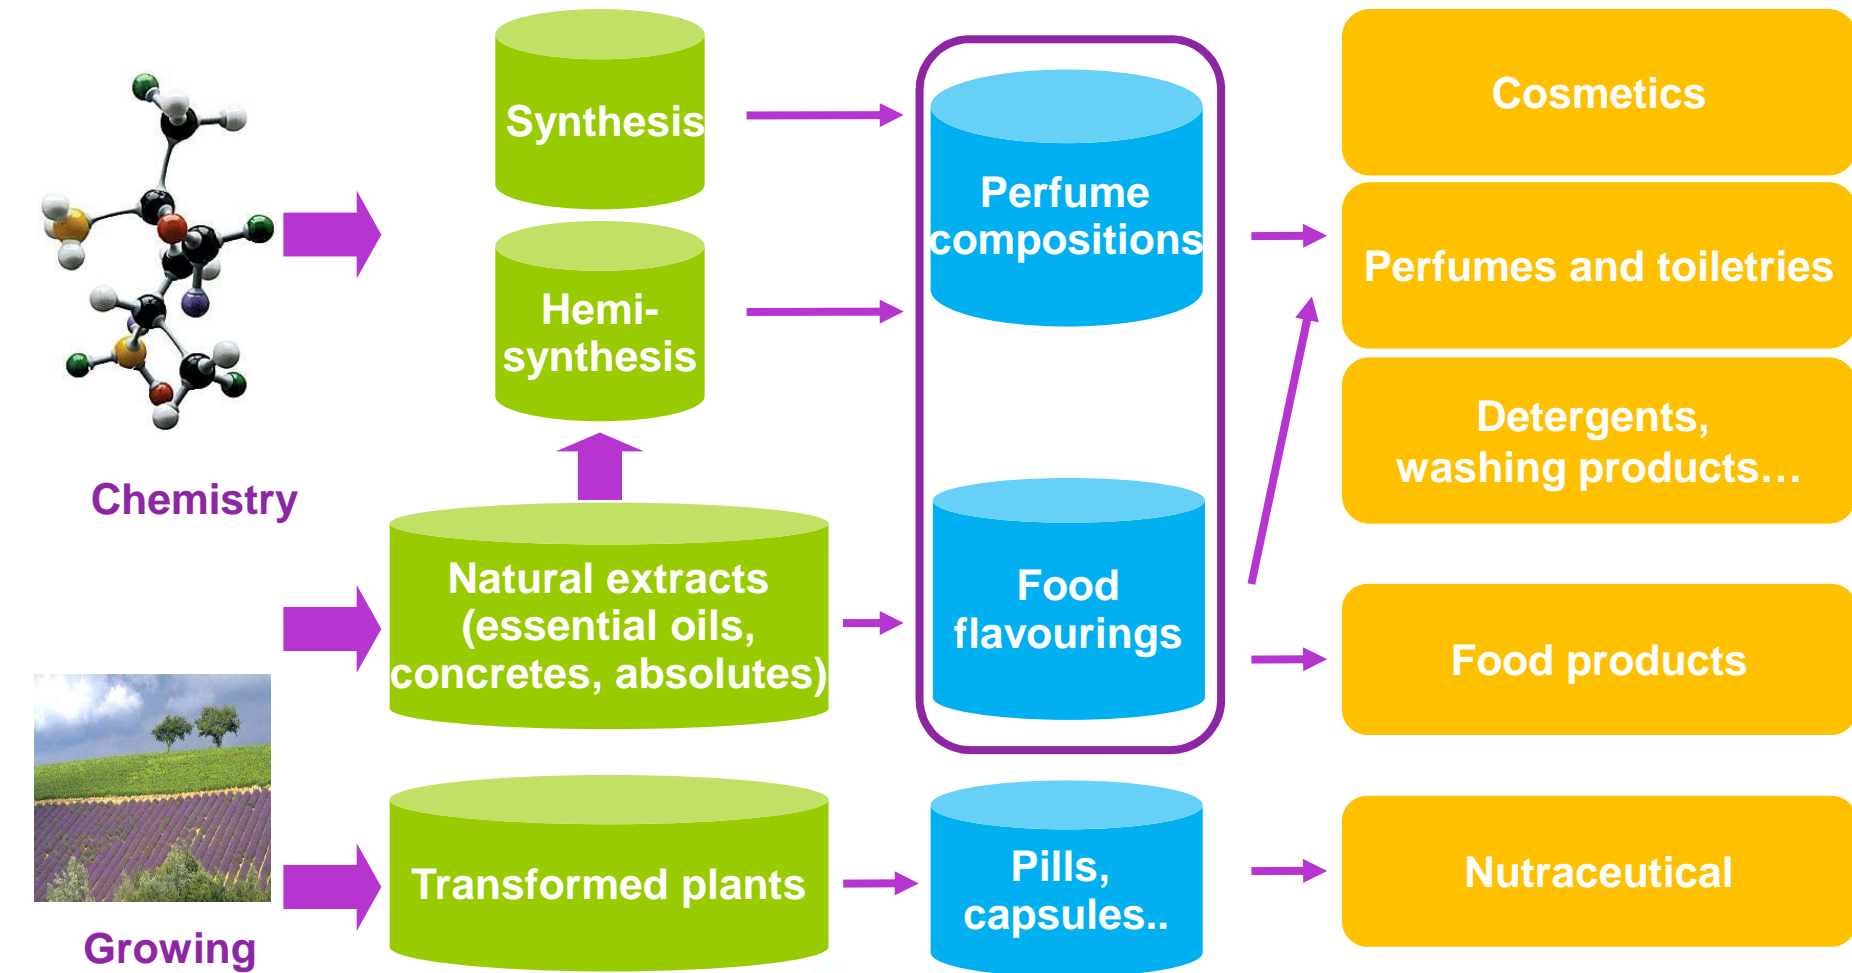 Chemistry
Growing
Synthesis
Hemi-
synthesis
Natural extracts
(essential oils,
concretes, absolutes)
Transformed plants
Perfume
compositions
Food
flavourings
Pills,
capsules..
Cosmetics
Perfumes and toiletries
Detergents,
washing products…
Food products
Nutraceutical